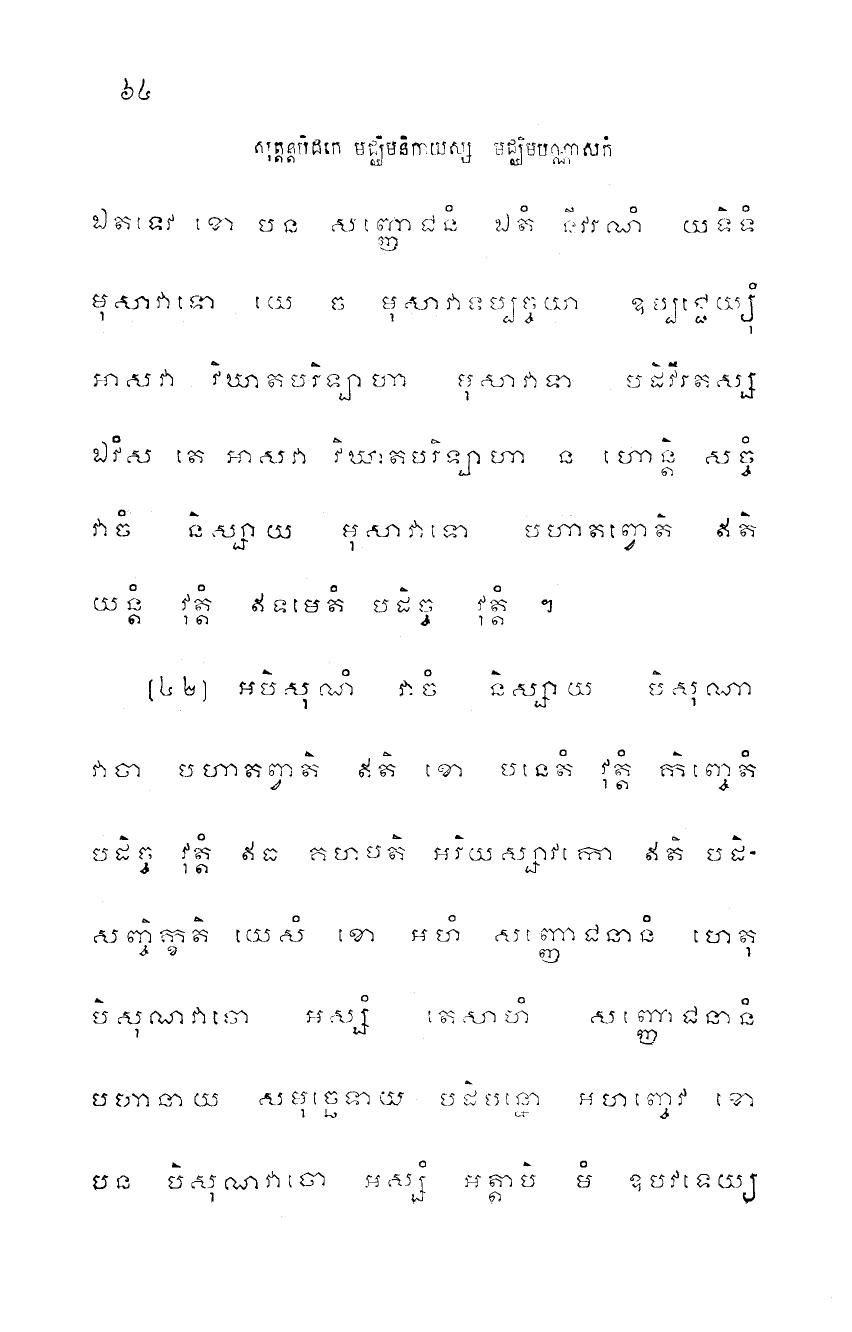 ៦៤
សុត្តន្តបិដកេ មជ្ឈិមនិកាយស្ស មជ្ឈិមបណ្ណាសកំ
ឯតទេវ ខោ បន សញ្ញោជនំ ឯតំ នីវរណំ យទិទំ
មុសាវាទោ យេ ច មុសាវាទប្បច្ចយា ឧប្បជ្ជេយ្យុំ
អាសវា វិឃាតបរិឡាហា មុសាវាទា បដិវិរតស្ស
ឯវំស តេ អាសវា វិឃាតបរិឡាហា ន ហោន្តិ សច្ចំ
វាចំ និស្សាយ មុសាវាទោ បហាតព្វោតិ ឥតិ
យន្តំ វុត្តំ ឥទមេតំ បដិច្ច វុត្តំ ។
(៤២) អបិសុណំ វាចំ និស្សាយ បិសុណា
វាចា បហាតព្វាតិ ឥតិ ខោ បនេតំ វុត្តំ កិញ្ចេតំ
បដិច្ច វុត្តំ ឥធ គហបតិ អរិយស្សាវកោ ឥតិ បដិ-
សញ្ចិក្ខតិ យេសំ ខោ អហំ សញ្ញោជនានំ ហេតុ
បិសុណវាចោ អស្សំ តេសាហំ សញ្ញោជនានំ
បហានាយ សមុច្ឆេទាយ បដិបន្នោ អហញ្ចេវ ខោ
បន បិសុណវាចោ អស្សំ អត្តាបិ មំ ឧបវទេយ្យ